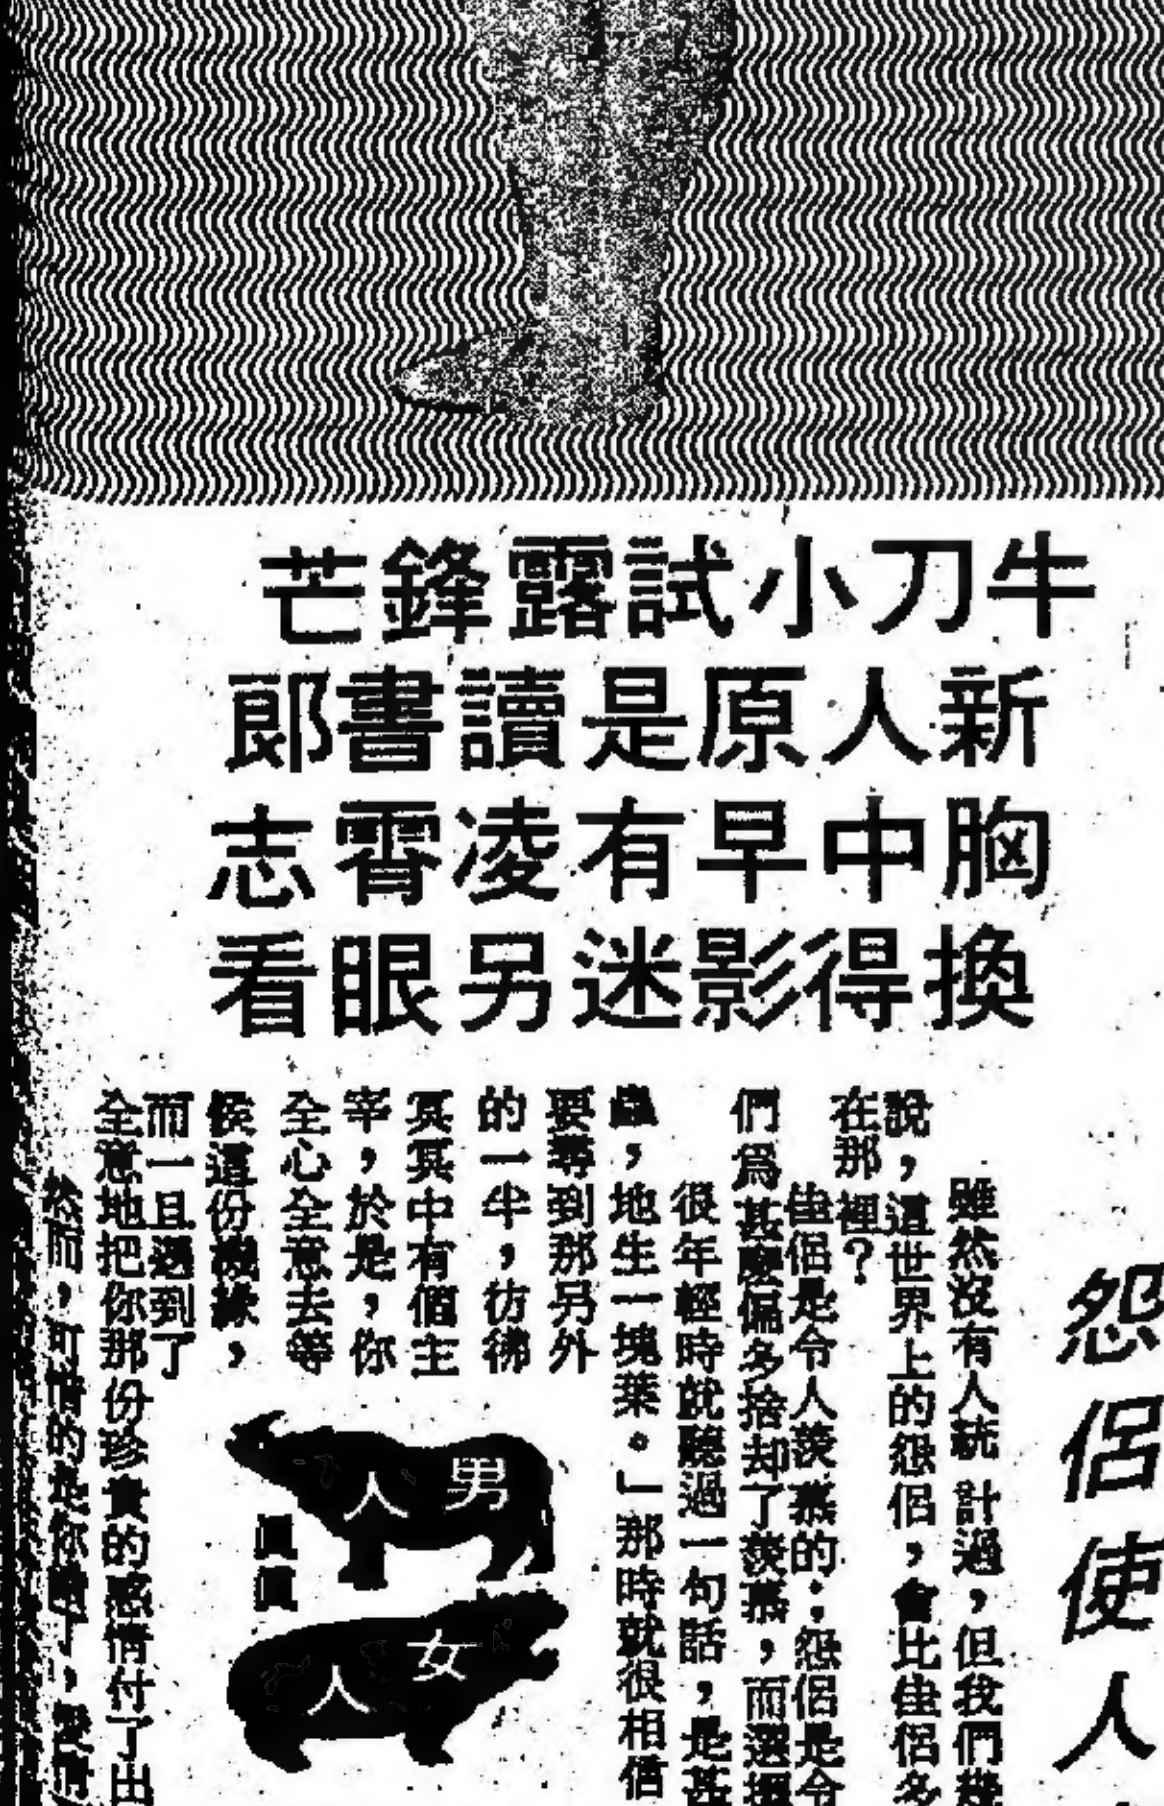 牛刀小試露鋒芒
新人原是讀書郎
胸中早有凌霄志
換得影迷另眼看
怨侶使人
雖然沒有人統計過,但我們幾
說,這世界上的怨侶,會比佳侶多
在那裡?
佳侶是令人羨慕的;怨侶是令
們爲甚麼偏多捨却了羨慕,而選擇
很年輕時就聽過一句話,是甚
蟲,地生一塊葉。」那時就很相信
要尋到那另外
的一半,彷彿
冥冥中有個主
宰,於是,你
全心全意去等
候這份機緣,
而一旦遇到了
全意地把你那份珍貴的感情付了出
然而,可惜的是你錯了,愛情
男人
女人